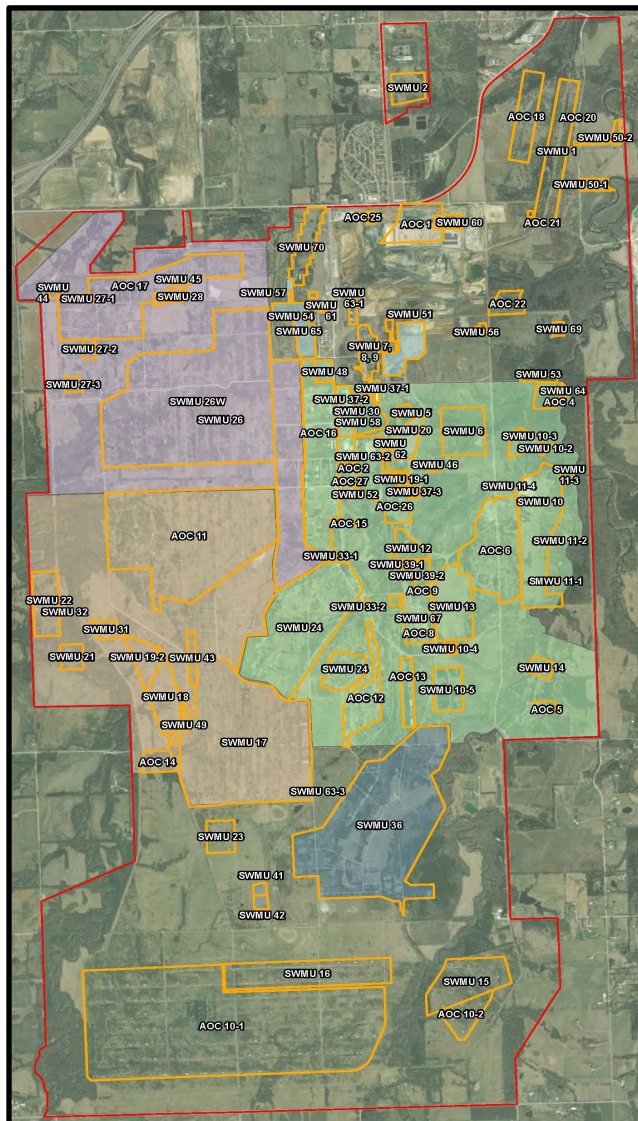 SWMU 2
AOC 18
AOC 20
SWMU 50-2
SWMU 1
SWMU 50-1
AOC 25
AOC 1
SWMU 60
AOC 21
SWMU 70
SWMU 45
AOC 17
SWMU
44
SWMU 27-1
SWMU 28
SWMU 57
SWMU
63-1
SWMU
61
SWMU 54
SWMU 51
AOC 22
SWMU 65
SWMU 56
SWMU 69
SWMU 27-2
SWMU 7,
8, 9
SWMU 48
SWMU 53
SWMU 27-3
SWMU 37-1
SWMU 64
SWMU 37-2
AOC 4
SWMU 26W
SWMU 30
SWMU 5
SWMU 26
SWMU 58
AOC 16
SWMU 20
SWMU 6
AOC 10-3
SWMU
62
SWMU 10-2
SWMU 63-2
AOC 2
SWMU 46
SWMU
11-3
AOC 27
SWMU 19-1
SWMU 11-4
SWMU 52
SWMU 37-3
SWMU 10
AOC 26
AOC 15
AOC 11
SWMU 11-2
SWMU 12
AOC 6
SWMU 33-1
SWMU 39-1
SWMU 39-2
SMWU 11-1
AOC 9
SWMU 22
SWMU 33-2
SWMU 13
SWMU 32
SWMU 67
SWMU 31
SWMU 24
AOC 8
SWMU 10-4
SWMU 21
SWMU 19-2
SWMU 43
SWMU 24
AOC 13
SWMU 14
SWMU 10-5
SWMU 18
AOC 12
AOC 5
SWMU 49
SWMU 17
AOC 14
SWMU 63-3
SWMU 36
SWMU 23
SWMU 41
SWMU 42
SWMU 16
SWMU 15
AOC 10-2
AOC 10-1